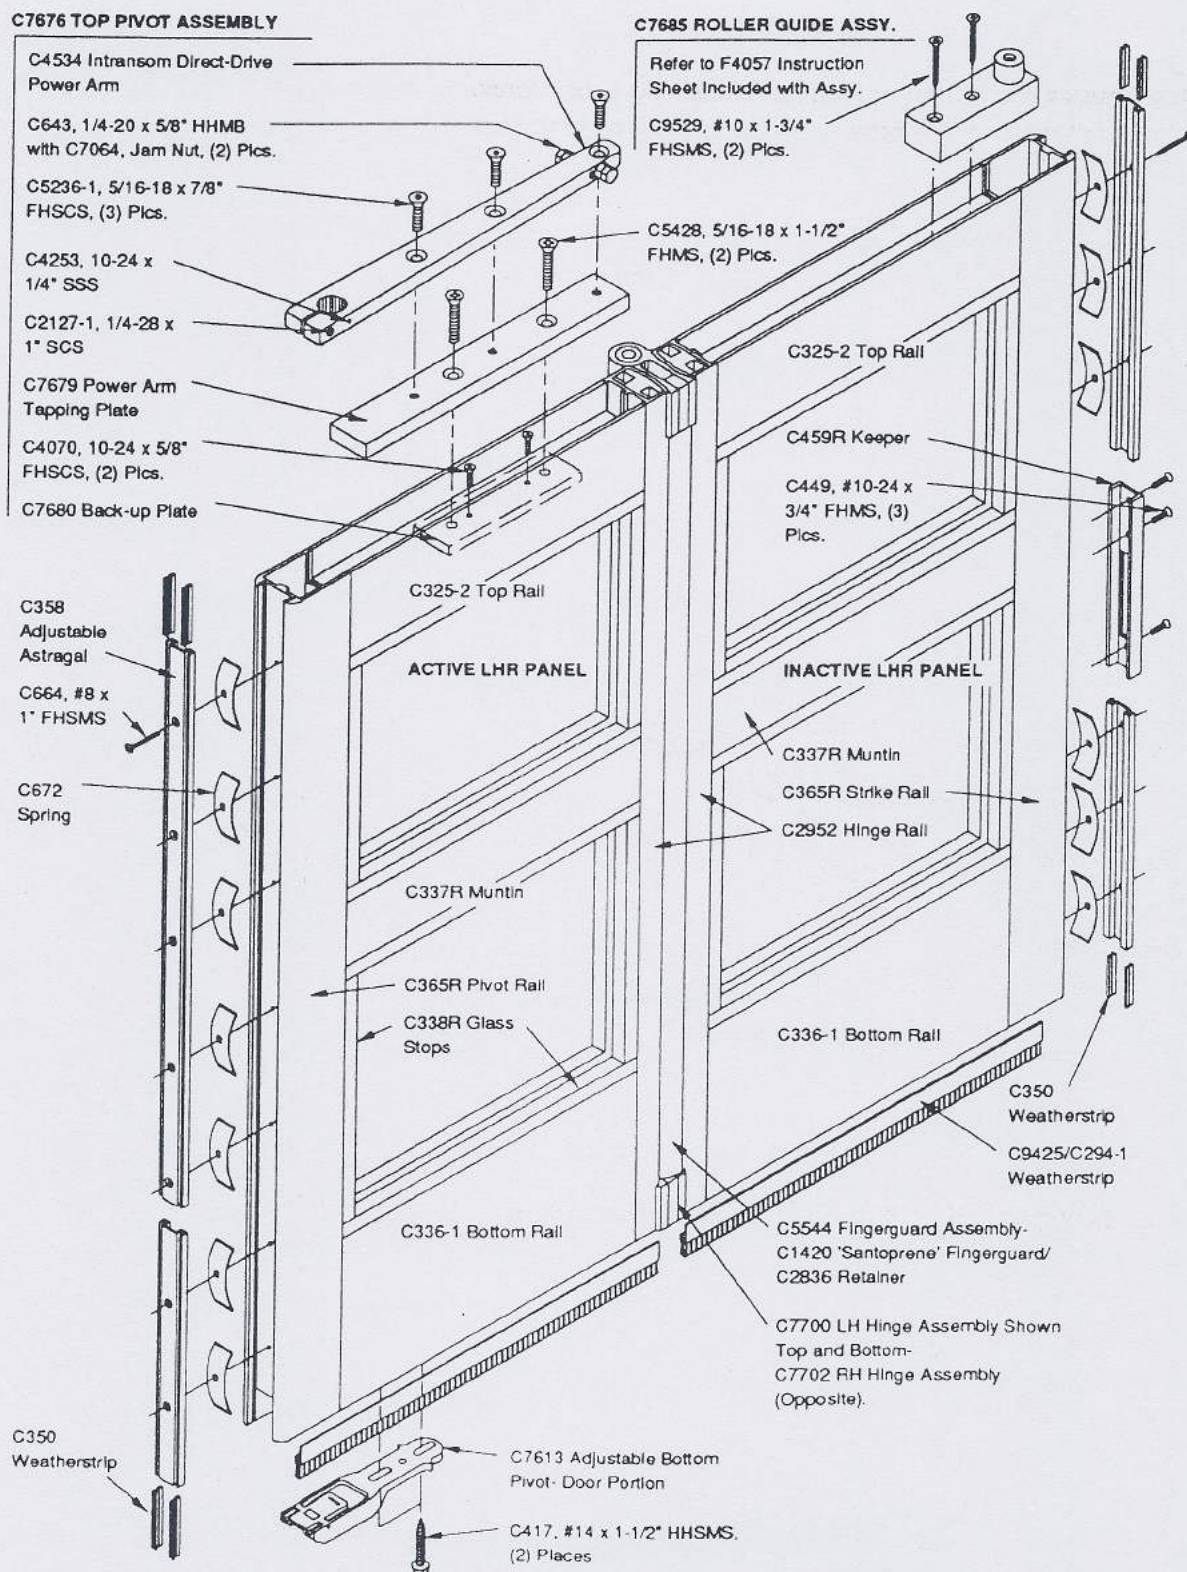 C7676 TOP PIVOT ASSEMBLY
C4534 Intransom Direct-Drive
Power Arm
C643, 1/4-20 x 5/8" HHMB
with C7064, Jam Nut, (2) Plcs.
C5236-1, 5/16-18 x 7/8"
FHSCS, (3) Plcs.
C4253, 10-24 x
1/4" SSS
C2127-1, 1/4-28 x
1" SCS
C7679 Power Arm
Tapping Plate
C4070, 10-24 x 5/8"
FHSCS, (2) Plcs.
C7680 Back-up Plate
C7685 ROLLER GUIDE ASSY.
Refer to F4057 Instruction
Sheet Included with Assy.
C9529, #10 x 1-3/4"
FHSMS, (2) Plcs.
C5428, 5/16-18 x 1-1/2"
FHMS, (2) Plcs.
C325-2 Top Rail
C459R Keeper
C449, #10-24 x
3/4" FHMS, (3)
Plcs.
C325-2 Top Rail
C358
Adjustable
Astragal
C664, #8 x
1" FHSMS
C672
Spring
ACTIVE LHR PANEL
INACTIVE LHR PANEL
C337R Muntin
C365R Strike Rail
C2952 Hinge Rail
C337R Muntin
C365R Pivot Rail
C338R Glass
Stops
C336-1 Bottom Rail
C350
Weatherstrip
C9425/C294-1
Weatherstrip
C336-1 Bottom Rail
C5544 Fingerguard Assembly-
C1420 'Santoprene' Fingerguard/
C2836 Retainer
C7700 LH Hinge Assembly Shown
Top and Bottom-
C7702 RH Hinge Assembly
(Opposite).
C350
Weatherstrip
C7613 Adjustable Bottom
Pivot- Door Portion
C417, #14 x 1-1/2" HHSMS,
(2) Places